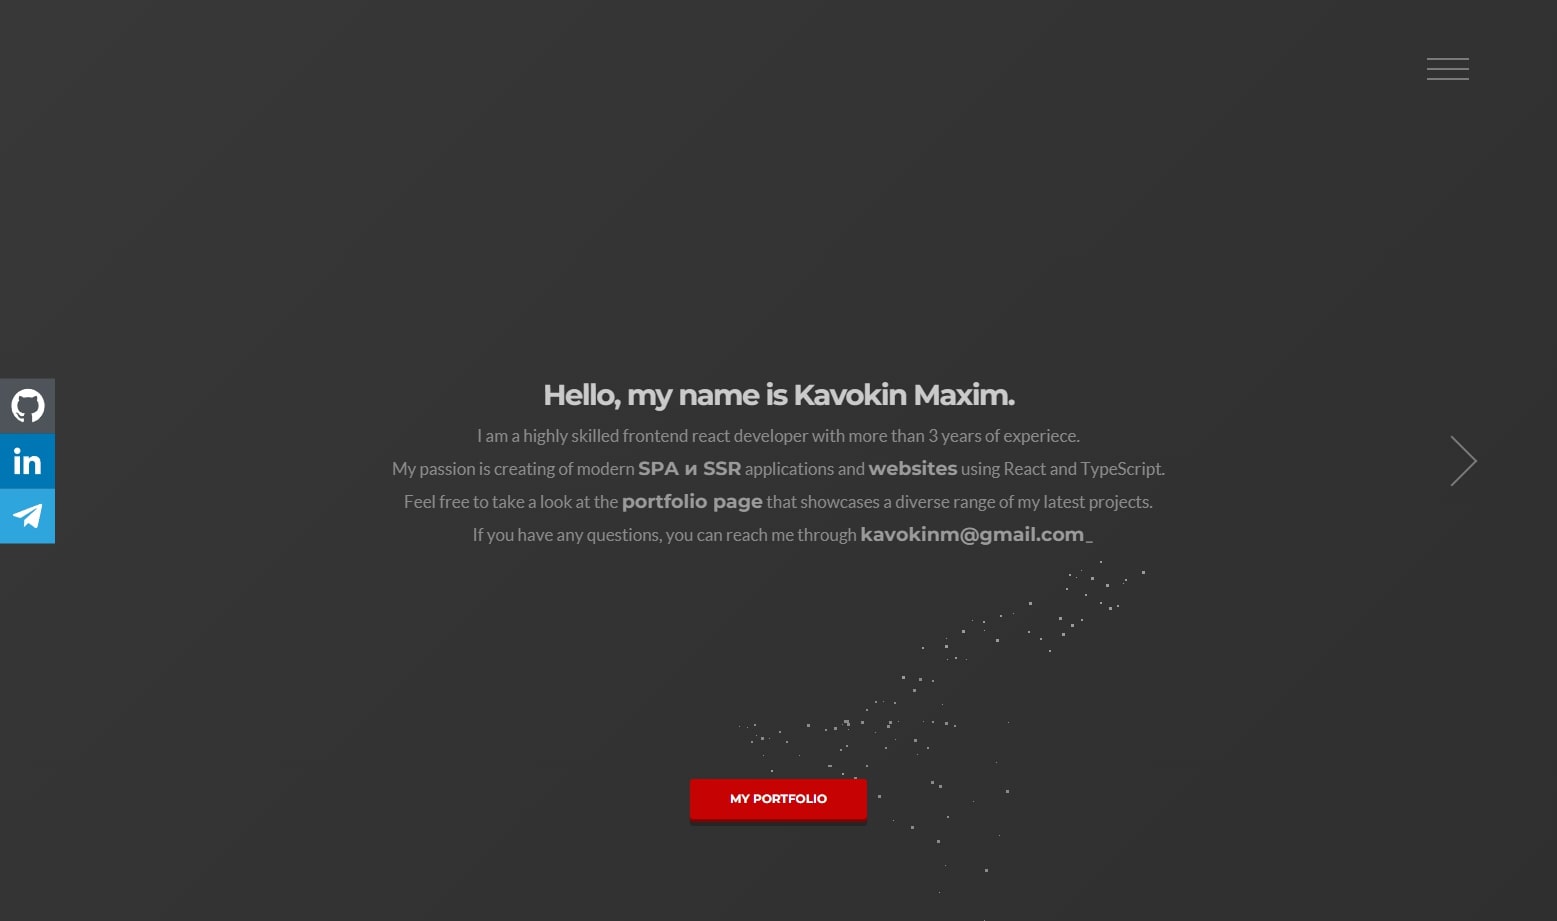 Hello, my name is Kavokin Maxim.
I am a highly skilled frontend react developer with more than 3 years of experiece.
My passion is creating of modern SPA и SSR applications and websites using React and TypeScript.
Feel free to take a look at the portfolio page that showcases a diverse range of my latest projects.
If you have any questions, you can reach me through kavokinm@gmail.com_
in
MY PORTFOLIO